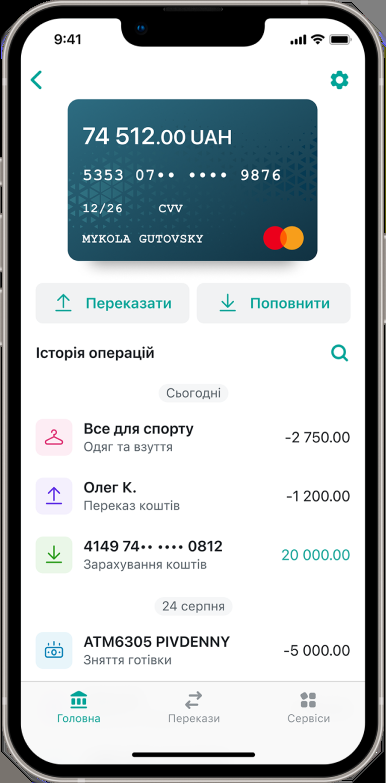 9:41
74 512.00 UAH
5353 07•• •••• 9876
12/26 CVV
MYKOLA GUTOVSKY
Переказати
Поповнити
Історія операцій
Сьогодні
Все для спорту
Одяг та взуття
-2 750.00
Олег К.
Переказ коштів
-1 200.00
4149 74•• •••• 0812
Зарахування коштів
20 000.00
24 серпня
ATM6305 PIVDENNY
Зняття готівки
-5 000.00
Головна
Перекази
Сервіси